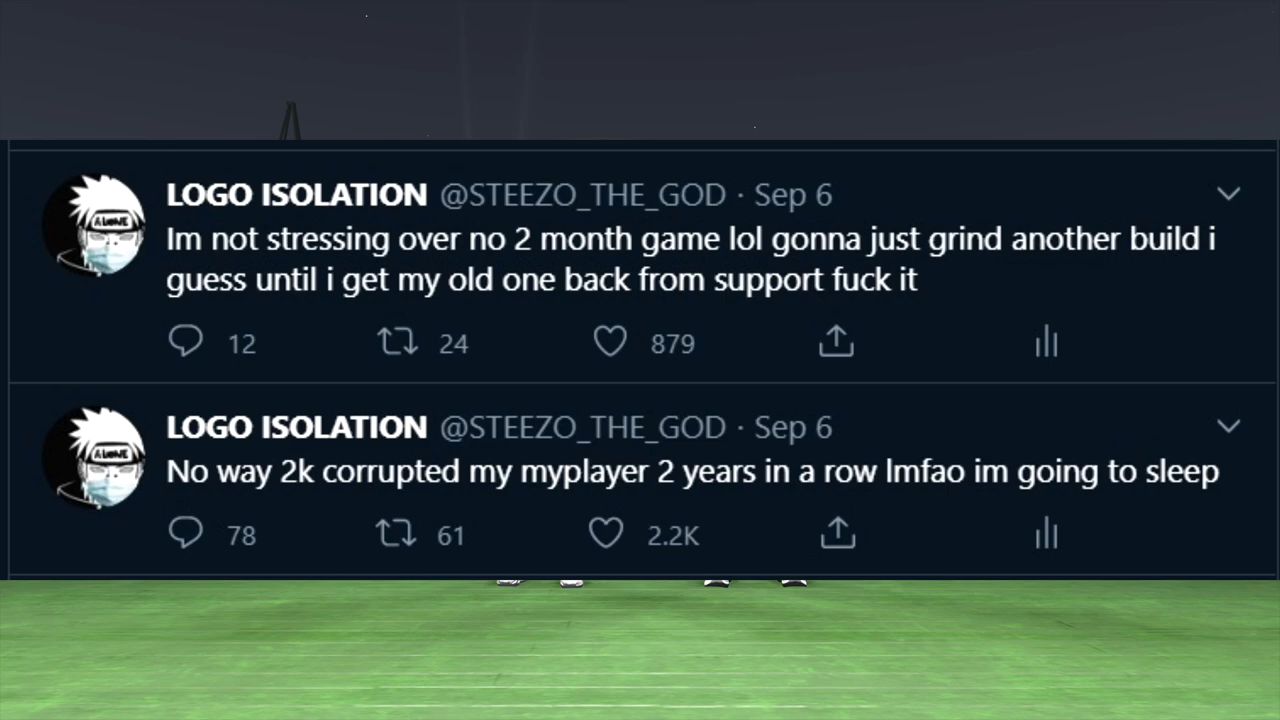 LOGO ISOLATION @STEEZO_THE_GOD · Sep 6
Im not stressing over no 2 month game lol gonna just grind another build i
guess until i get my old one back from support fuck it
12 24 879
LOGO ISOLATION @STEEZO_THE_GOD · Sep 6
No way 2k corrupted my myplayer 2 years in a row lmfao im going to sleep
78 61 2.2K